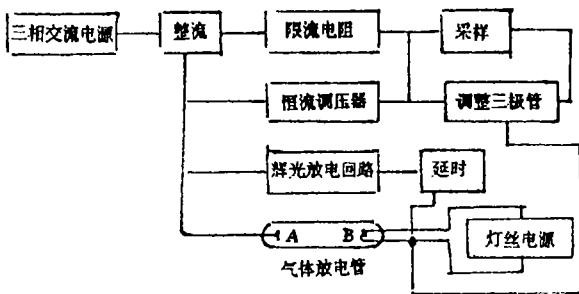 三相交流电源
整流
限流电阻
采样
恒流调压器
调整三极管
辉光放电回路
延时
A
B
灯丝电源
气体放电管